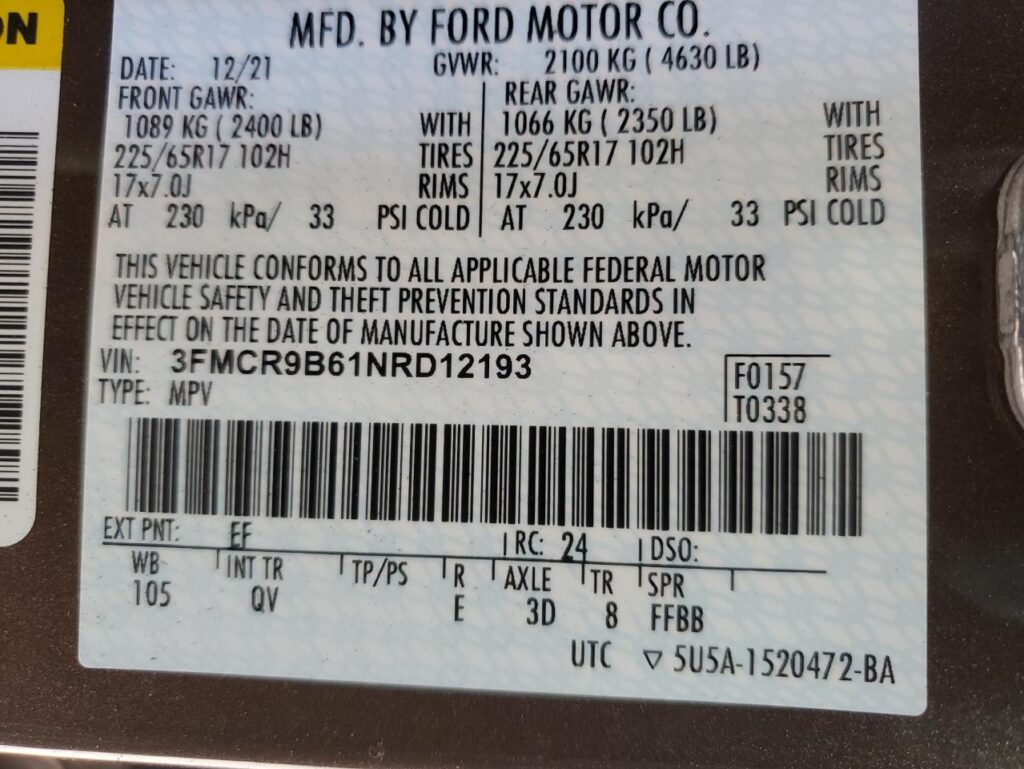 ON
MFD. BY FORD MOTOR CO.
DATE: 12/21 GVWR: 2100 KG ( 4630 LB)
FRONT GAWR: REAR GAWR:
1089 KG ( 2400 LB) WITH 1066 KG ( 2350 LB) WITH
225/65R17 102H TIRES 225/65R17 102H TIRES
17x7.0J RIMS 17x7.0J RIMS
AT 230 kPa/ 33 PSI COLD AT 230 kPa/ 33 PSI COLD
THIS VEHICLE CONFORMS TO ALL APPLICABLE FEDERAL MOTOR
VEHICLE SAFETY AND THEFT PREVENTION STANDARDS IN
EFFECT ON THE DATE OF MANUFACTURE SHOWN ABOVE.
VIN: 3FMCR9B61NRD12193
TYPE: MPV
F0157
T0338
EXT PNT: EF RC: 24 DSO:
WB INT TR TP/PS R AXLE TR SPR
105 QV E 3D 8 FFBB
UTC ▽ 5U5A-1520472-BA